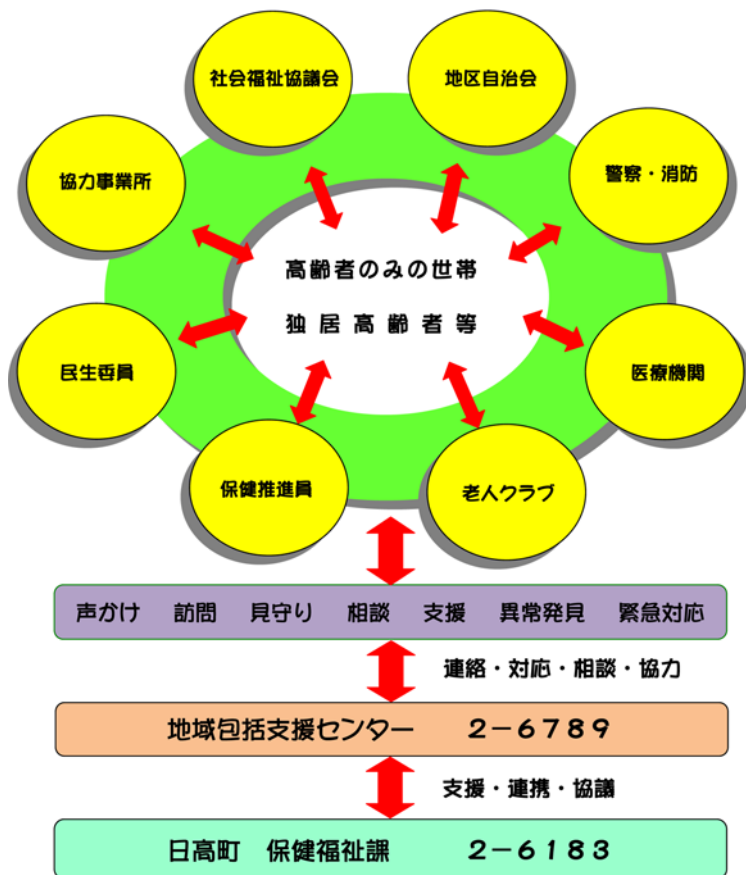 社会福祉協議会
地区自治会
協力事業所
警察・消防
高齢者のみの世帯
独居高齢者等
民生委員
医療機関
保健推進員
老人クラブ
声かけ 訪問 見守り 相談 支援 異常発見 緊急対応
連絡・対応・相談・協力
地域包括支援センター ２－６７８９
支援・連携・協議
日高町 保健福祉課 ２－６１８３